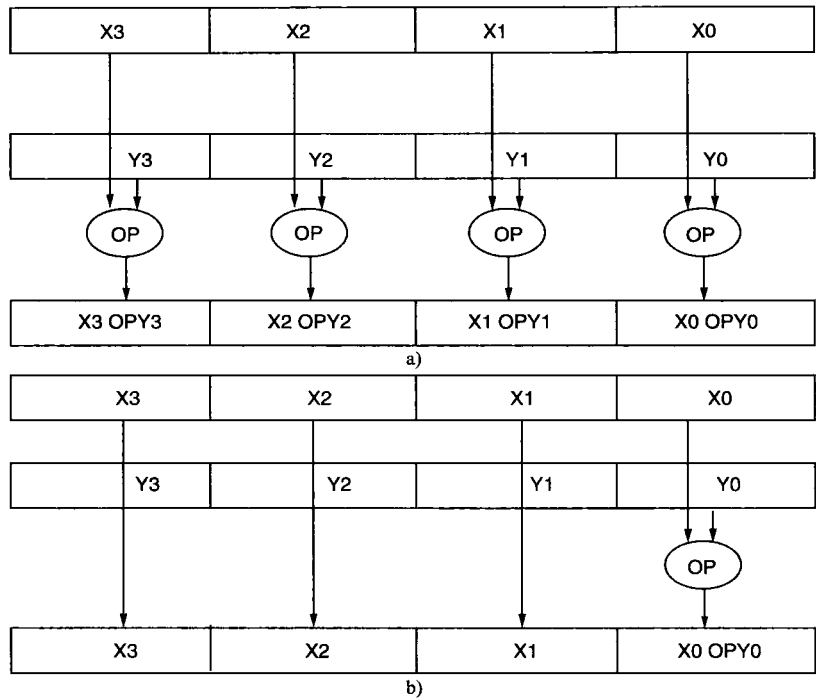 X3 X2 X1 X0
Y3 Y2 Y1 Y0
OP OP OP OP
X3 OPY3 X2 OPY2 X1 OPY1 X0 OPY0
a)
X3 X2 X1 X0
Y3 Y2 Y1 Y0
OP
X3 X2 X1 X0 OPY0
b)